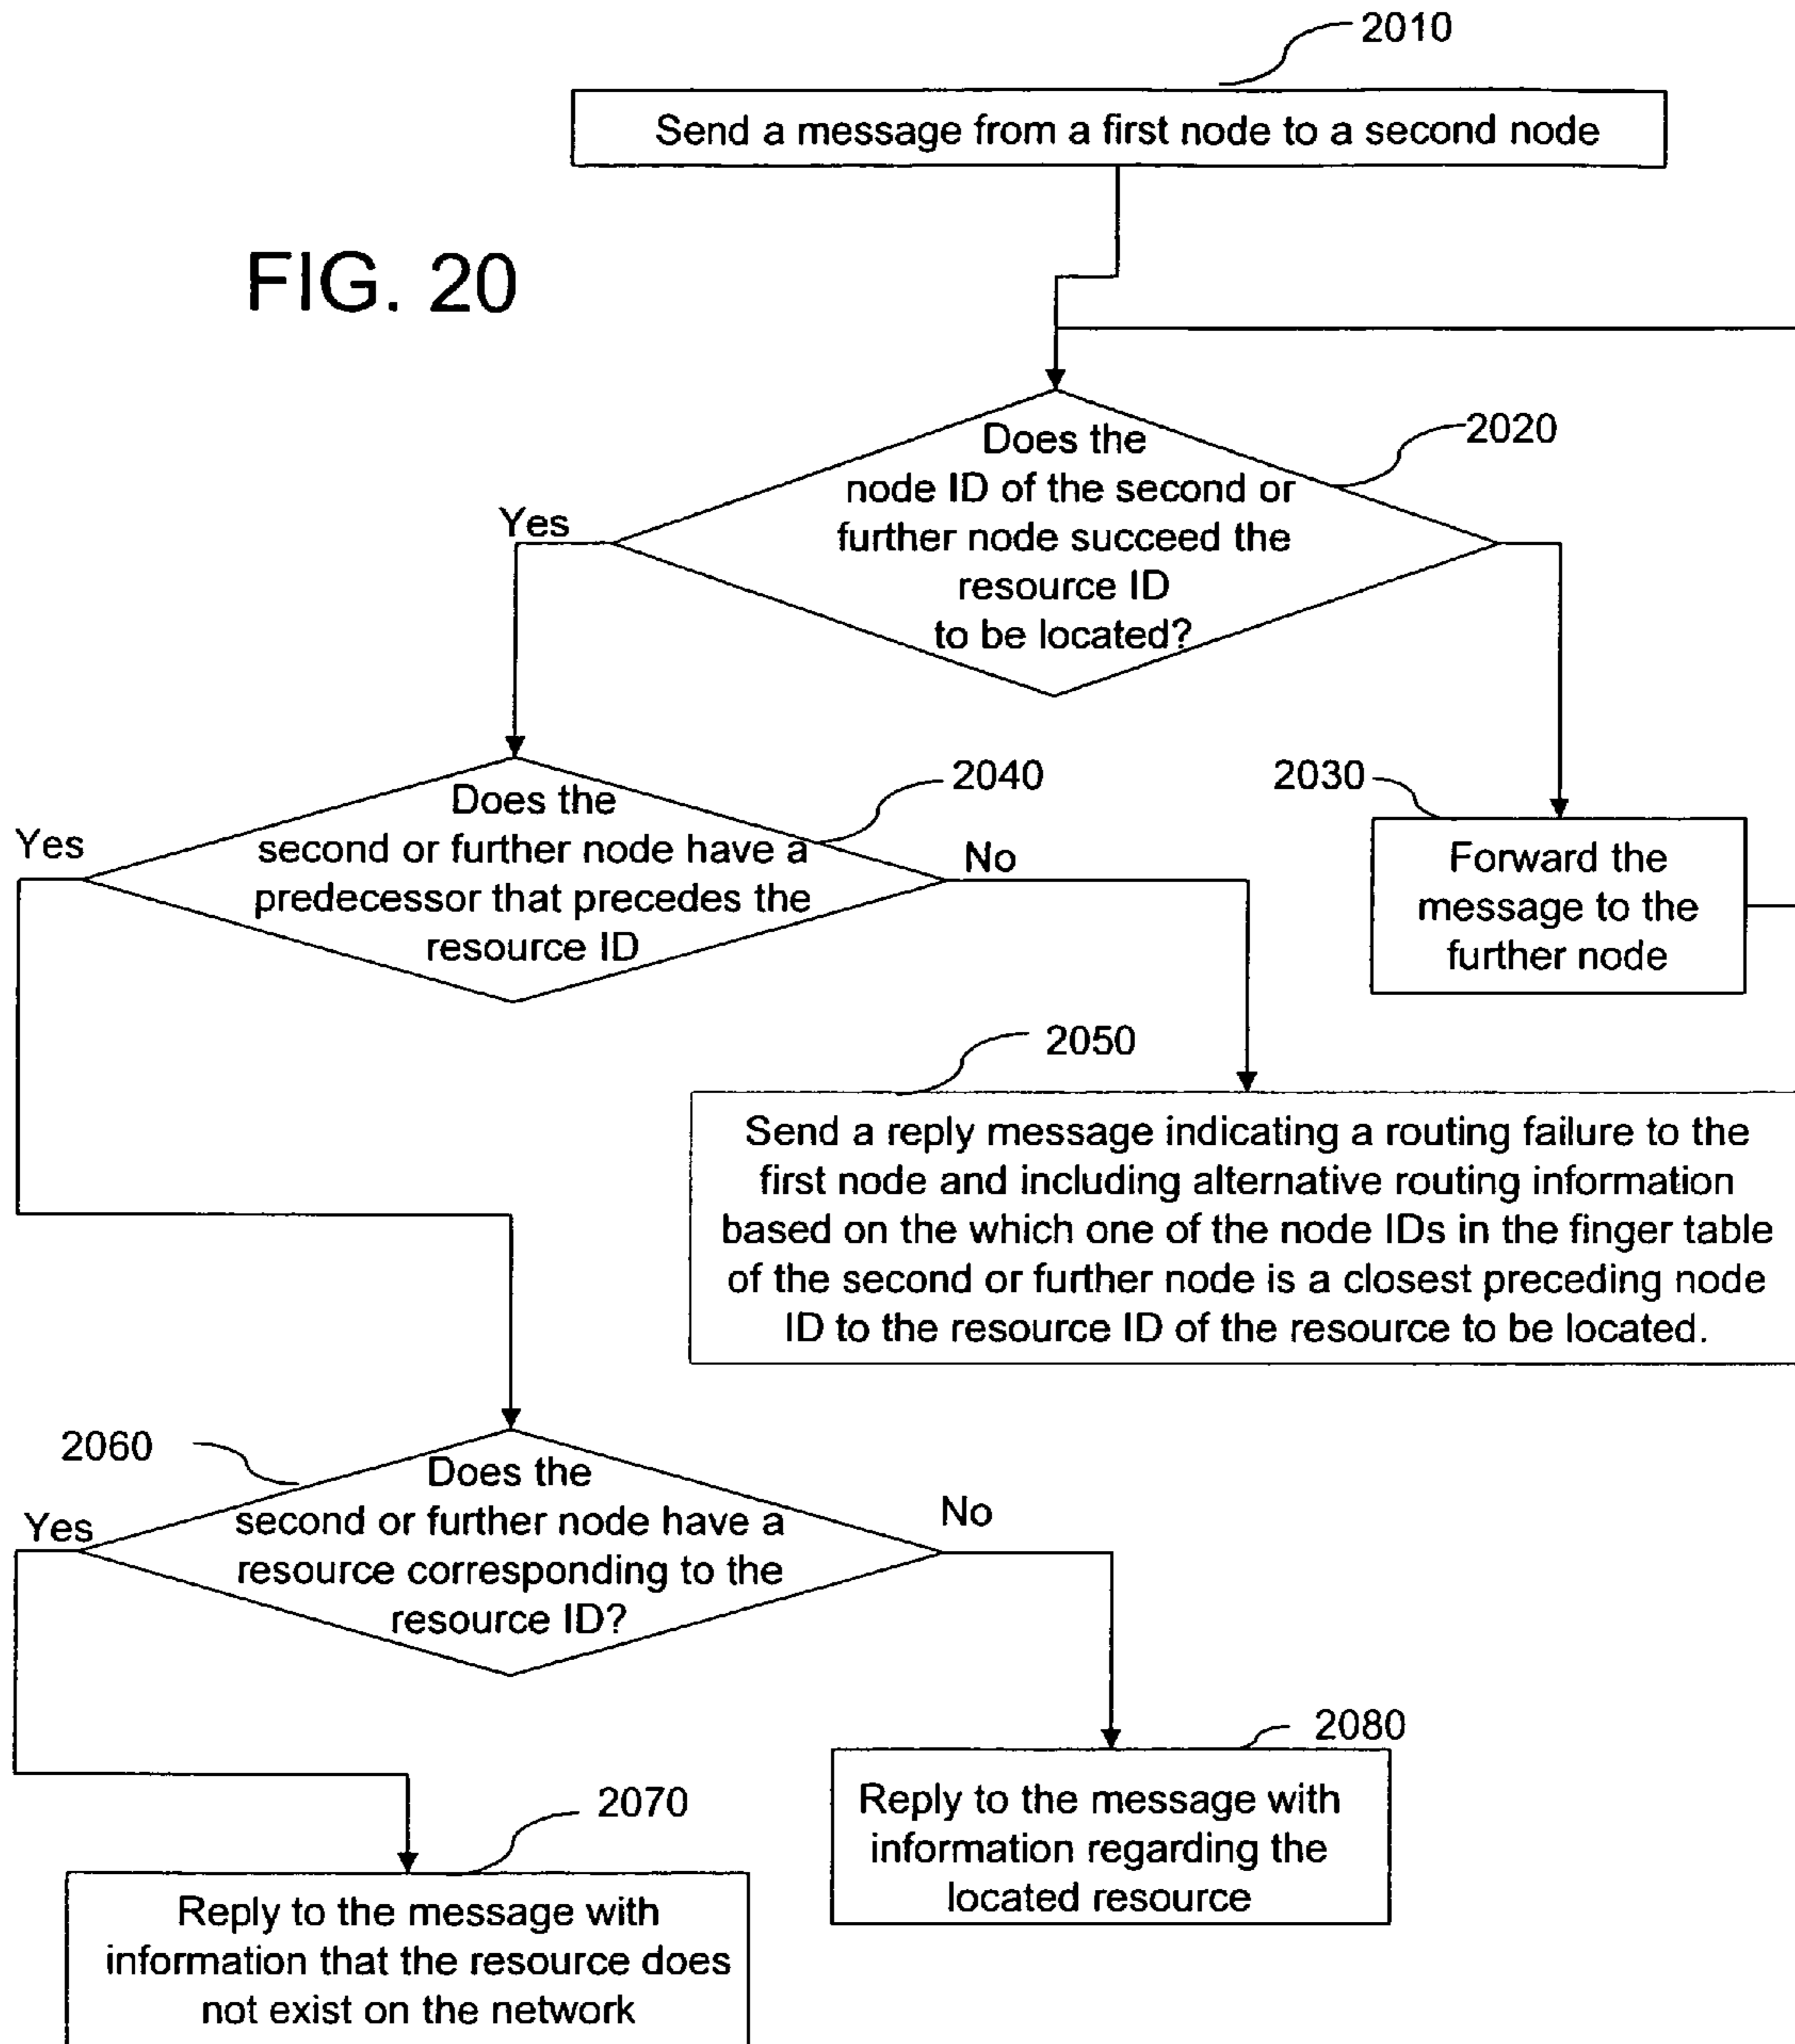 2010
Send a message from a first node to a second node
FIG. 20
2020
Does the
node ID of the second or
further node succeed the
resource ID
to be located?
Yes
2040
Does the
second or further node have a
predecessor that precedes the
resource ID
Yes
No
2030
Forward the
message to the
further node
2050
Send a reply message indicating a routing failure to the
first node and including alternative routing information
based on the which one of the node IDs in the finger table
of the second or further node is a closest preceding node
ID to the resource ID of the resource to be located.
2060
Does the
second or further node have a
resource corresponding to the
resource ID?
Yes
No
2080
Reply to the message with
information regarding the
located resource
2070
Reply to the message with
information that the resource does
not exist on the network